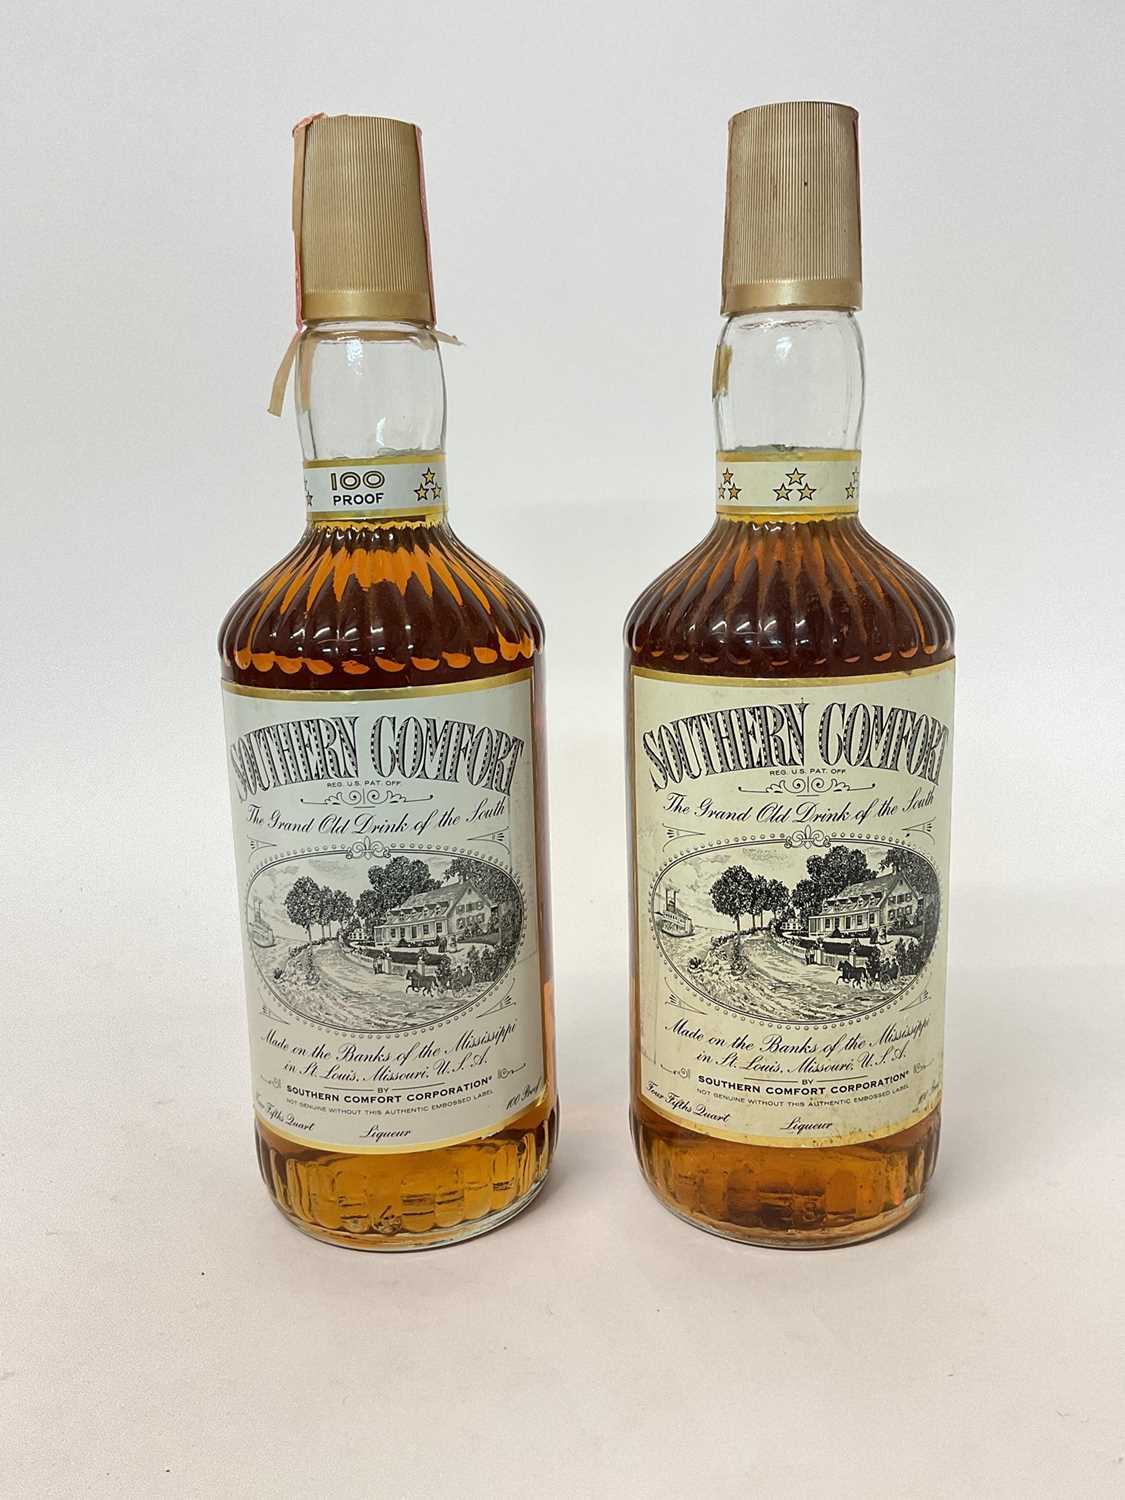 100
PROOF
SOUTHERN COMFORT
REG. U.S. PAT. OFF.
The Grand Old Drink of the South
Made on the Banks of the Mississippi
in St. Louis, Missouri, U.S.A.
BY
SOUTHERN COMFORT CORPORATION®
NOT GENUINE WITHOUT THIS AUTHENTIC EMBOSSED LABEL
Four Fifths Quart
Liqueur
100 Proof
SOUTHERN COMFORT
REG. U.S. PAT. OFF.
The Grand Old Drink of the South
Made on the Banks of the Mississippi
in St. Louis, Missouri, U.S.A.
BY
SOUTHERN COMFORT CORPORATION®
NOT GENUINE WITHOUT THIS AUTHENTIC EMBOSSED LABEL
Four Fifths Quart
Liqueur
100 Proof